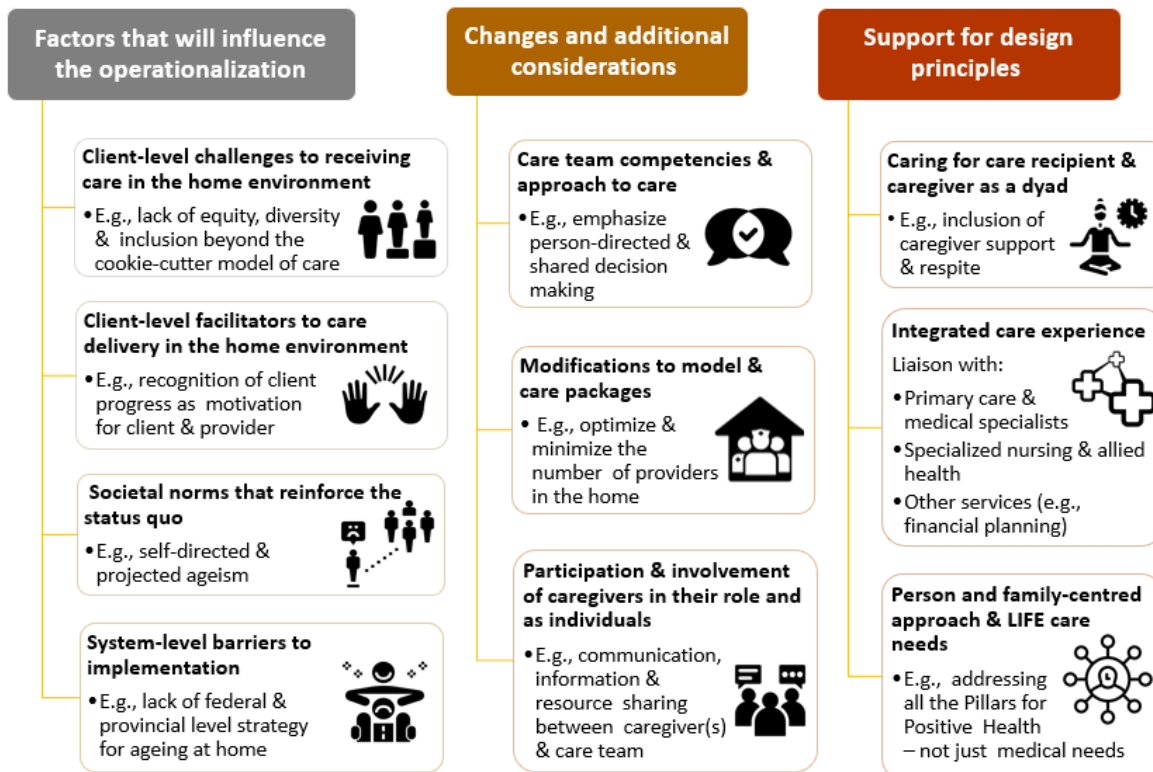 Factors that will influence
the operationalization
Client-level challenges to receiving
care in the home environment
•E.g., lack of equity, diversity
& inclusion beyond the
cookie-cutter model of care
Client-level facilitators to care
delivery in the home environment
•E.g., recognition of client
progress as motivation
for client & provider
Societal norms that reinforce the
status quo
•E.g., self-directed &
projected ageism
System-level barriers to
implementation
•E.g., lack of federal &
provincial level strategy
for ageing at home
Changes and additional
considerations
Care team competencies &
approach to care
•E.g., emphasize
person-directed &
shared decision
making
Modifications to model &
care packages
• E.g., optimize &
minimize the
number of providers
in the home
Participation & involvement
of caregivers in their role and
as individuals
•E.g., communication,
information &
resource sharing
between caregiver(s)
& care team
Support for design
principles
Caring for care recipient &
caregiver as a dyad
• E.g., inclusion of
caregiver support
& respite
Integrated care experience
Liaison with:
•Primary care &
medical specialists
•Specialized nursing & allied
health
•Other services (e.g.,
financial planning)
Person and family-centred
approach & LIFE care
needs
•E.g., addressing
all the Pillars for
Positive Health
– not just medical needs